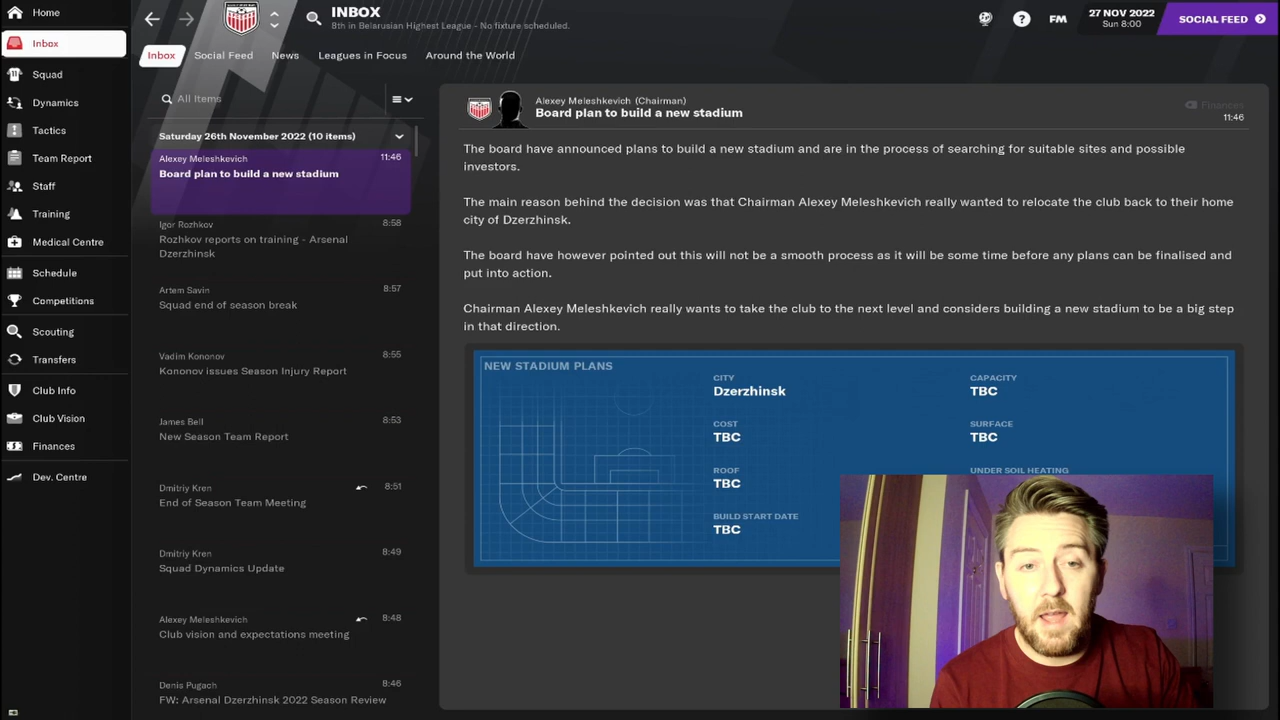 Home
Inbox
Squad
Dynamics
Tactics
Team Report
Staff
Training
Medical Centre
Schedule
Competitions
Scouting
Transfers
Club Info
Club Vision
Finances
Dev. Centre
INBOX
8th in Belarusian Highest League - No fixture scheduled.
?
FM
27 NOV 2022
Sun 8:00
SOCIAL FEED
Inbox
Social Feed
News
Leagues in Focus
Around the World
All Items
Saturday 26th November 2022 (10 items)
Alexey Meleshkevich
11:46
Board plan to build a new stadium
Igor Rozhkov
8:58
Rozhkov reports on training - Arsenal
Dzerzhinsk
Artem Savin
8:57
Squad end of season break
Vadim Kononov
8:55
Kononov issues Season Injury Report
James Bell
8:53
New Season Team Report
Dmitriy Kren
8:51
End of Season Team Meeting
Dmitriy Kren
8:49
Squad Dynamics Update
Alexey Meleshkevich
8:48
Club vision and expectations meeting
Denis Pugach
8:46
FW: Arsenal Dzerzhinsk 2022 Season Review
Alexey Meleshkevich (Chairman)
Board plan to build a new stadium
Finances
11:46
The board have announced plans to build a new stadium and are in the process of searching for suitable sites and possible
investors.
The main reason behind the decision was that Chairman Alexey Meleshkevich really wanted to relocate the club back to their home
city of Dzerzhinsk.
The board have however pointed out this will not be a smooth process as it will be some time before any plans can be finalised and
put into action.
Chairman Alexey Meleshkevich really wants to take the club to the next level and considers building a new stadium to be a big step
in that direction.
NEW STADIUM PLANS
CITY
Dzerzhinsk
CAPACITY
TBC
COST
TBC
SURFACE
TBC
ROOF
TBC
UNDER SOIL HEATING
BUILD START DATE
TBC